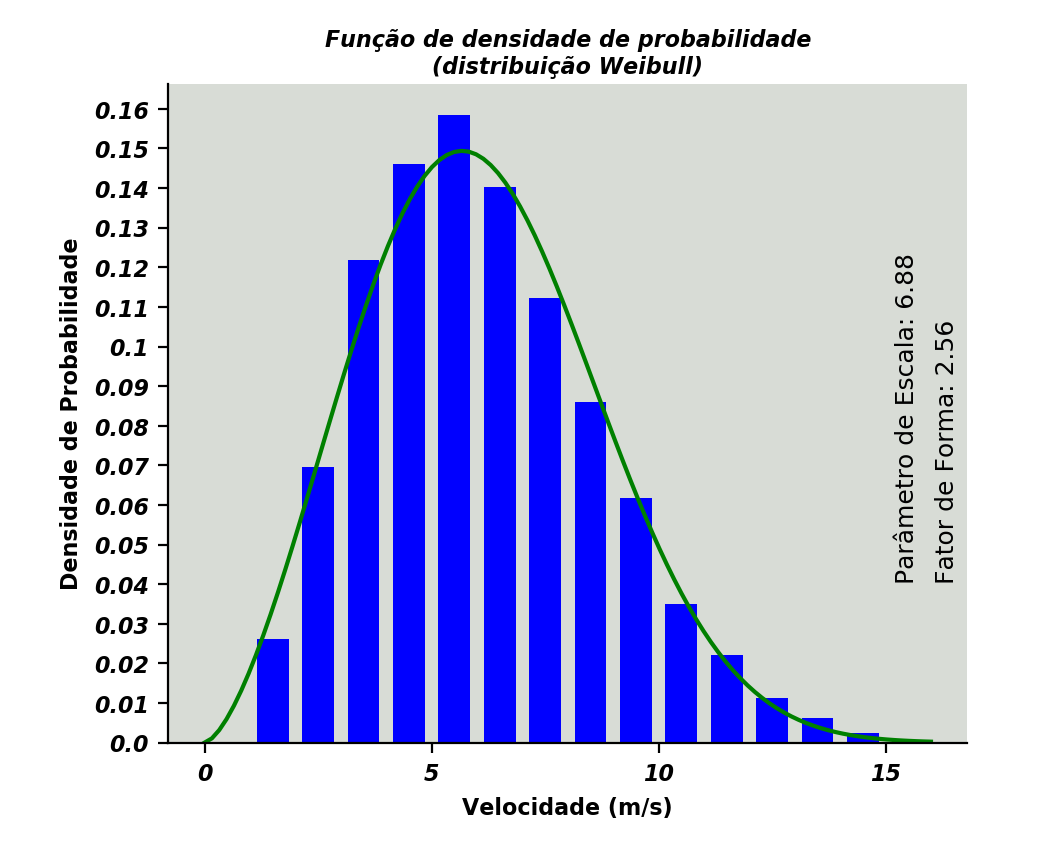 Função de densidade de probabilidade
(distribuição Weibull)
Densidade de Probabilidade
0.16
0.15
0.14
0.13
0.12
0.11
0.1
0.09
0.08
0.07
0.06
0.05
0.04
0.03
0.02
0.01
0.0
Parâmetro de Escala: 6.88
Fator de Forma: 2.56
0 5 10 15
Velocidade (m/s)